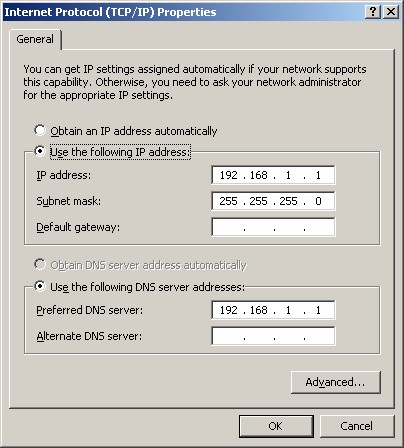 Internet Protocol (TCP/IP) Properties ? X
General
You can get IP settings assigned automatically if your network supports
this capability. Otherwise, you need to ask your network administrator
for the appropriate IP settings.
Obtain an IP address automatically
Use the following IP address:
IP address: 192 . 168 . 1 . 1
Subnet mask: 255 . 255 . 255 . 0
Default gateway: . . .
Obtain DNS server address automatically
Use the following DNS server addresses:
Preferred DNS server: 192 . 168 . 1 . 1
Alternate DNS server: . . .
Advanced...
OK Cancel